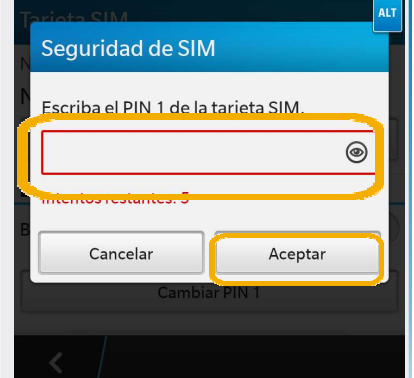 Tarjeta SIM
ALT
Seguridad de SIM
N
N
Escriba el PIN 1 de la tarjeta SIM.
Intentos restantes: 5
B
Cancelar
Aceptar
Cambiar PIN 1